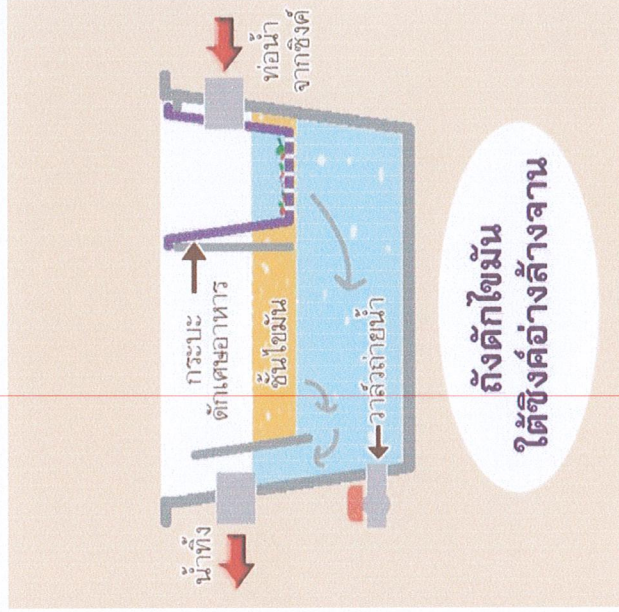 ท่อน้ำ
จากซิงค์
กระบะ
ดักเศษอาหาร
ชั้นไขมัน
วาล์วถ่ายน้ำ
น้ำทิ้ง
ถังดักไขมัน
ใต้ซิงค์อ่างล้างจาน